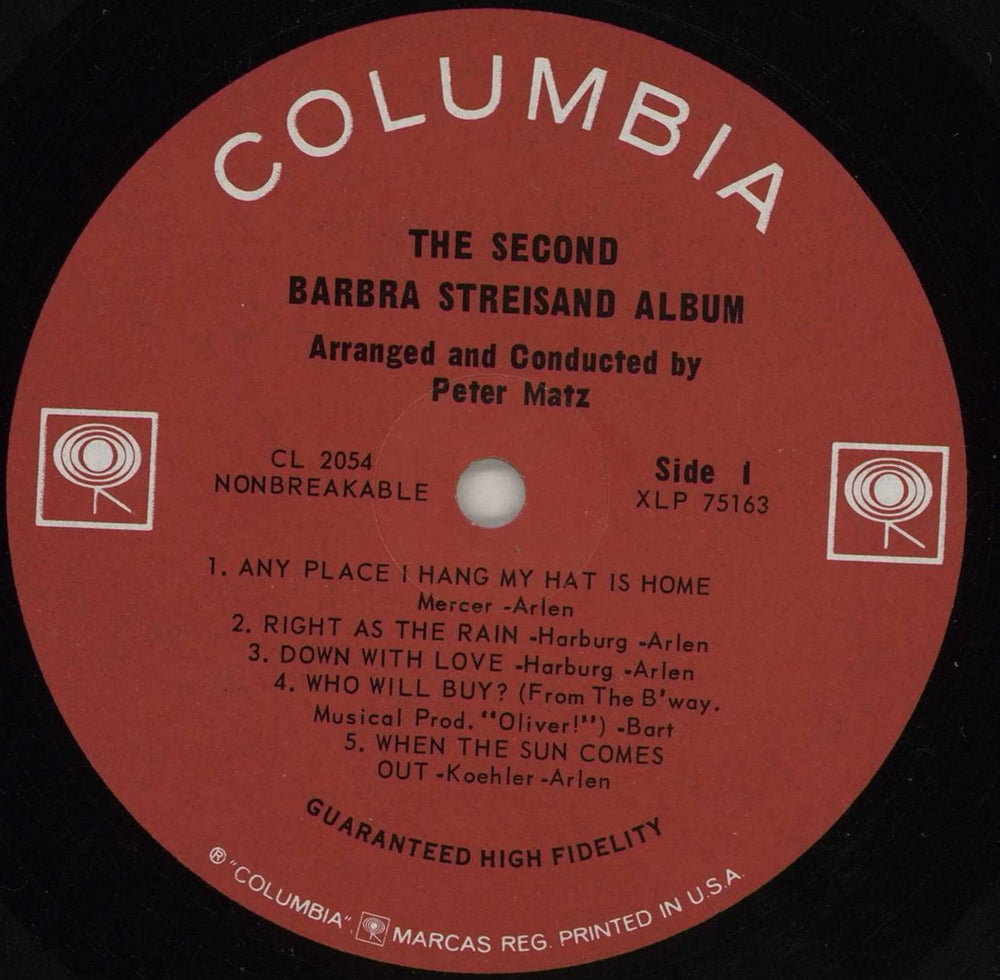 COLUMBIA
THE SECOND
BARBRA STREISAND ALBUM
Arranged and Conducted by
Peter Matz
CL 2054
NONBREAKABLE
Side 1
XLP 75163
1. ANY PLACE I HANG MY HAT IS HOME
Mercer -Arlen
2. RIGHT AS THE RAIN -Harburg -Arlen
3. DOWN WITH LOVE -Harburg -Arlen
4. WHO WILL BUY? (From The B'way.
Musical Prod. "Oliver!") -Bart
5. WHEN THE SUN COMES
OUT -Koehler -Arlen
GUARANTEED HIGH FIDELITY
® "COLUMBIA", MARCAS REG. PRINTED IN U.S.A.